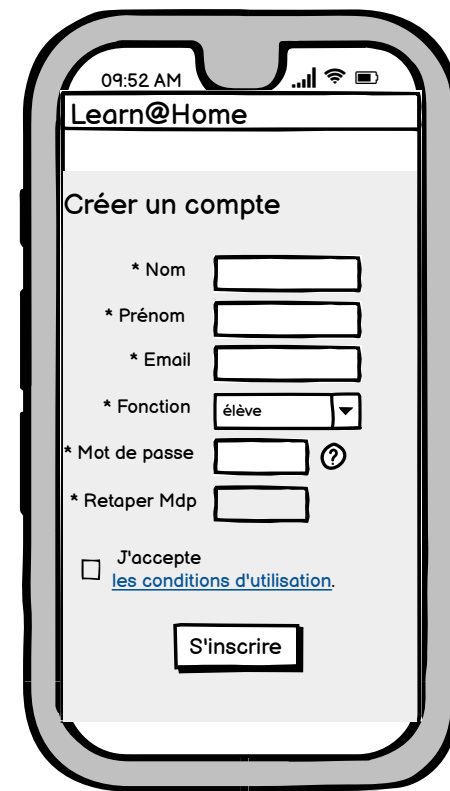 09:52 AM
Learn@Home
Créer un compte
* Nom
* Prénom
* Email
* Fonction élève
* Mot de passe ?
* Retaper Mdp
J'accepte
les conditions d'utilisation.
S'inscrire